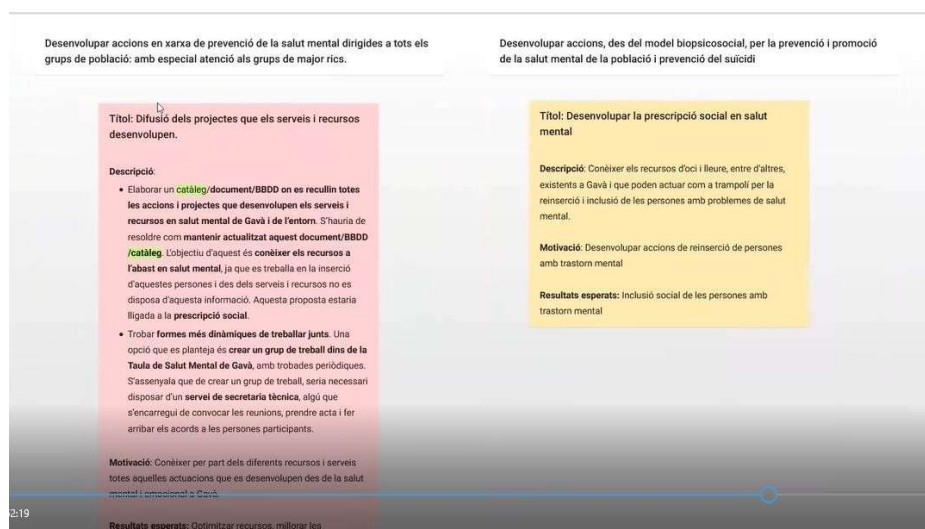 Desenvolupar accions en xarxa de prevenció de la salut mental dirigides a tots els
grups de població: amb especial atenció als grups de major rics.
Títol: Difusió dels projectes que els serveis i recursos
desenvolupen.
Descripció:
• Elaborar un catàleg/document/BBDD on es recullin totes
les accions i projectes que desenvolupen els serveis i
recursos en salut mental de Gavà i de l'entorn. S'hauria de
resoldre com mantenir actualitzat aquest document/BBDD
/catàleg. L'objectiu d'aquest és conèixer els recursos a
l'abast en salut mental, ja que es treballa en la inserció
d'aquestes persones i des dels serveis i recursos no es
disposa d'aquesta informació. Aquesta proposta estaria
lligada a la prescripció social.
• Trobar formes més dinàmiques de treballar junts. Una
opció que es planteja és crear un grup de treball dins de la
Taula de Salut Mental de Gavà, amb trobades periòdiques.
S'assenyala que de crear un grup de treball, seria necessari
disposar d'un servei de secretaria tècnica, algú que
s'encarregui de convocar les reunions, prendre acta i fer
arribar els acords a les persones participants.
Motivació: Conèixer per part dels diferents recursos i serveis
totes aquelles actuacions que es desenvolupen des de la salut
mental i emocional a Gavà.
Resultats esperats: Optimitzar recursos, millorar les
Desenvolupar accions, des del model biopsicosocial, per la prevenció i promoció
de la salut mental de la població i prevenció del suïcidi
Títol: Desenvolupar la prescripció social en salut
mental
Descripció: Conèixer els recursos d'oci i lleure, entre d'altres,
existents a Gavà i que poden actuar com a trampolí per la
reinserció i inclusió de les persones amb problemes de salut
mental.
Motivació: Desenvolupar accions de reinserció de persones
amb trastorn mental
Resultats esperats: Inclusió social de les persones amb
trastorn mental
2:19